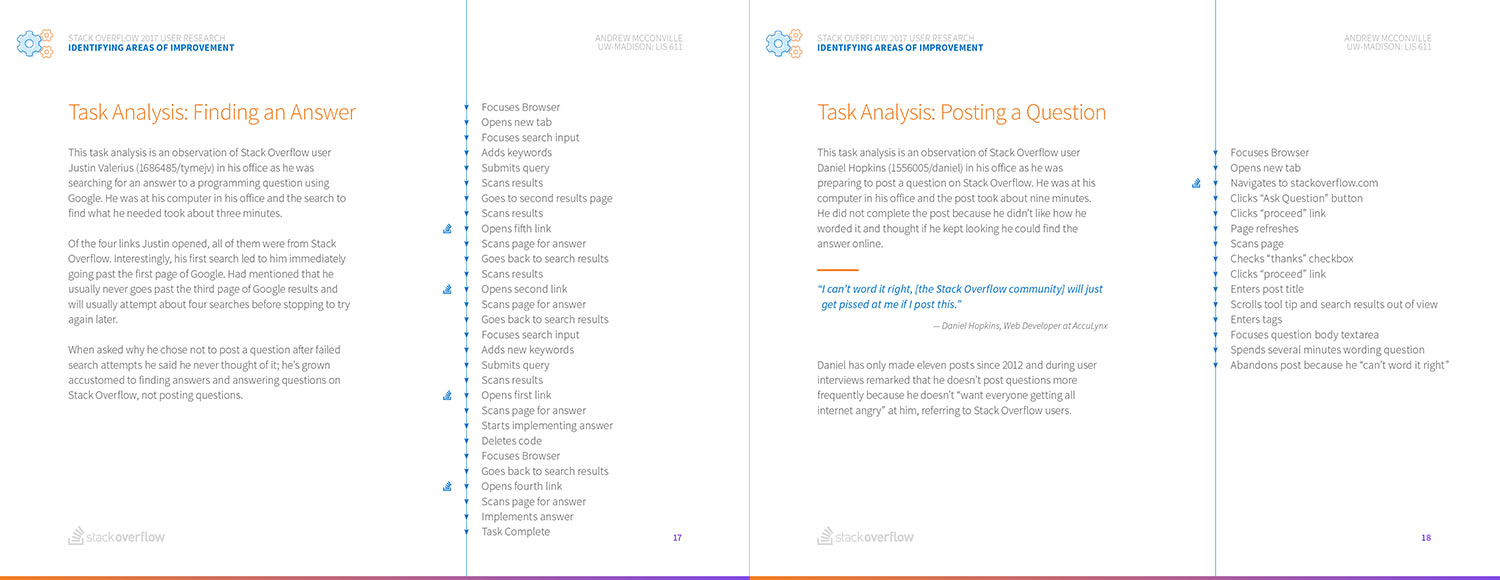 STACK OVERFLOW 2017 USER RESEARCH
IDENTIFYING AREAS OF IMPROVEMENT
ANDREW MCCONVILLE
UW-MADISON: LIS 611
Task Analysis: Finding an Answer
This task analysis is an observation of Stack Overflow user
Justin Valerius (1686485/tymejv) in his office as he was
searching for an answer to a programming question using
Google. He was at his computer in his office and the search to
find what he needed took about three minutes.
Of the four links Justin opened, all of them were from Stack
Overflow. Interestingly, his first search led to him immediately
going past the first page of Google. Had mentioned that he
usually never goes past the third page of Google results and
will usually attempt about four searches before stopping to try
again later.
When asked why he chose not to post a question after failed
search attempts he said he never thought of it; he's grown
accustomed to finding answers and answering questions on
Stack Overflow, not posting questions.
Focuses Browser
Opens new tab
Focuses search input
Adds keywords
Submits query
Scans results
Goes to second results page
Scans results
Opens fifth link
Scans page for answer
Goes back to search results
Scans results
Opens second link
Scans page for answer
Goes back to search results
Focuses search input
Adds new keywords
Submits query
Scans results
Opens first link
Scans page for answer
Starts implementing answer
Deletes code
Focuses Browser
Goes back to search results
Opens fourth link
Scans page for answer
Implements answer
Task Complete
stackoverflow
17
STACK OVERFLOW 2017 USER RESEARCH
IDENTIFYING AREAS OF IMPROVEMENT
ANDREW MCCONVILLE
UW-MADISON: LIS 611
Task Analysis: Posting a Question
This task analysis is an observation of Stack Overflow user
Daniel Hopkins (1556005/daniel) in his office as he was
preparing to post a question on Stack Overflow. He was at his
computer in his office and the post took about nine minutes.
He did not complete the post because he didn't like how he
worded it and thought if he kept looking he could find the
answer online.
“I can't word it right, [the Stack Overflow community] will just
get pissed at me if I post this.”
— Daniel Hopkins, Web Developer at AccuLynx
Daniel has only made eleven posts since 2012 and during user
interviews remarked that he doesn't post questions more
frequently because he doesn't “want everyone getting all
internet angry” at him, referring to Stack Overflow users.
Focuses Browser
Opens new tab
Navigates to stackoverflow.com
Clicks “Ask Question” button
Clicks “proceed” link
Page refreshes
Scans page
Checks “thanks” checkbox
Clicks “proceed” link
Enters post title
Scrolls tool tip and search results out of view
Enters tags
Focuses question body textarea
Spends several minutes wording question
Abandons post because he “can't word it right”
stackoverflow
18